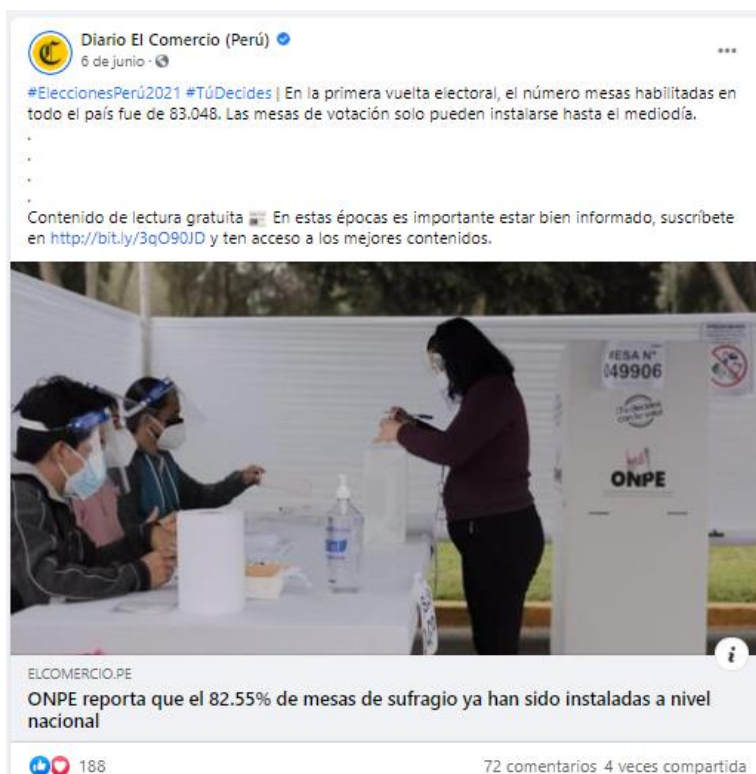 Diario El Comercio (Perú)
6 de junio ·
#EleccionesPerú2021 #TúDecides | En la primera vuelta electoral, el número mesas habilitadas en
todo el país fue de 83.048. Las mesas de votación solo pueden instalarse hasta el mediodía.
.
.
.
.
Contenido de lectura gratuita En estas épocas es importante estar bien informado, suscríbete
en http://bit.ly/3qO90JD y ten acceso a los mejores contenidos.
MESA N°
049906
ONPE
ELCOMERCIO.PE
ONPE reporta que el 82.55% de mesas de sufragio ya han sido instaladas a nivel
nacional
188
72 comentarios 4 veces compartida